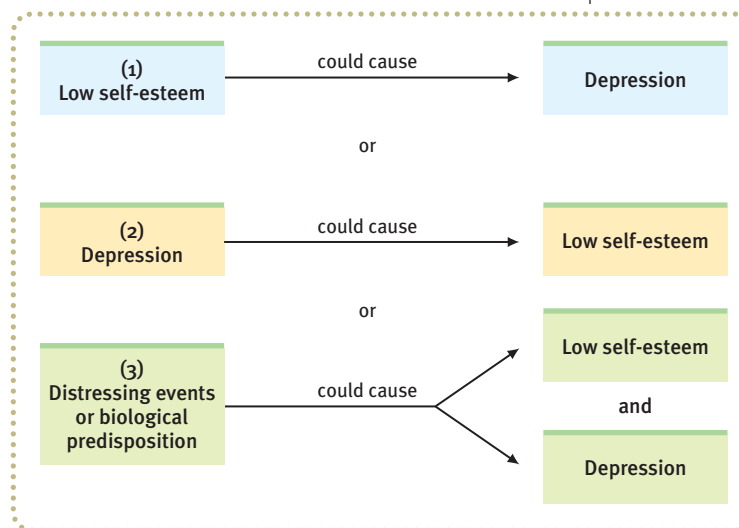 (1)
Low self-esteem
could cause
Depression
or
(2)
Depression
could cause
Low self-esteem
or
(3)
Distressing events
or biological
predisposition
could cause
Low self-esteem
and
Depression